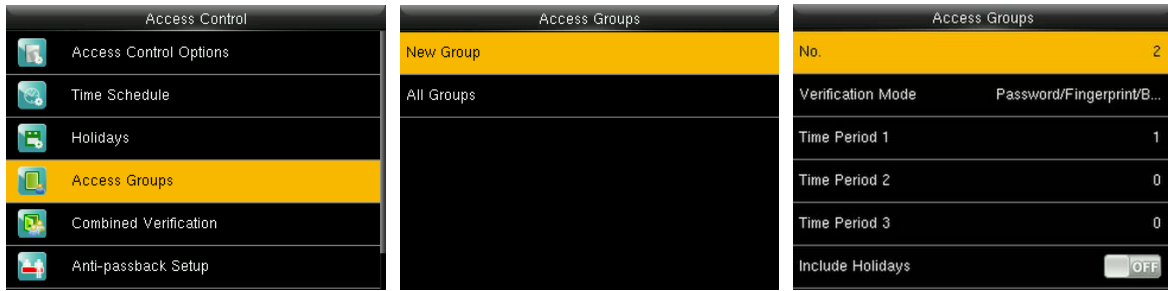 Access Control
Access Control Options
Time Schedule
Holidays
Access Groups
Combined Verification
Anti-passback Setup
Access Groups
New Group
All Groups
Access Groups
No. 2
Verification Mode Password/Fingerprint/B...
Time Period 1 1
Time Period 2 0
Time Period 3 0
Include Holidays OFF